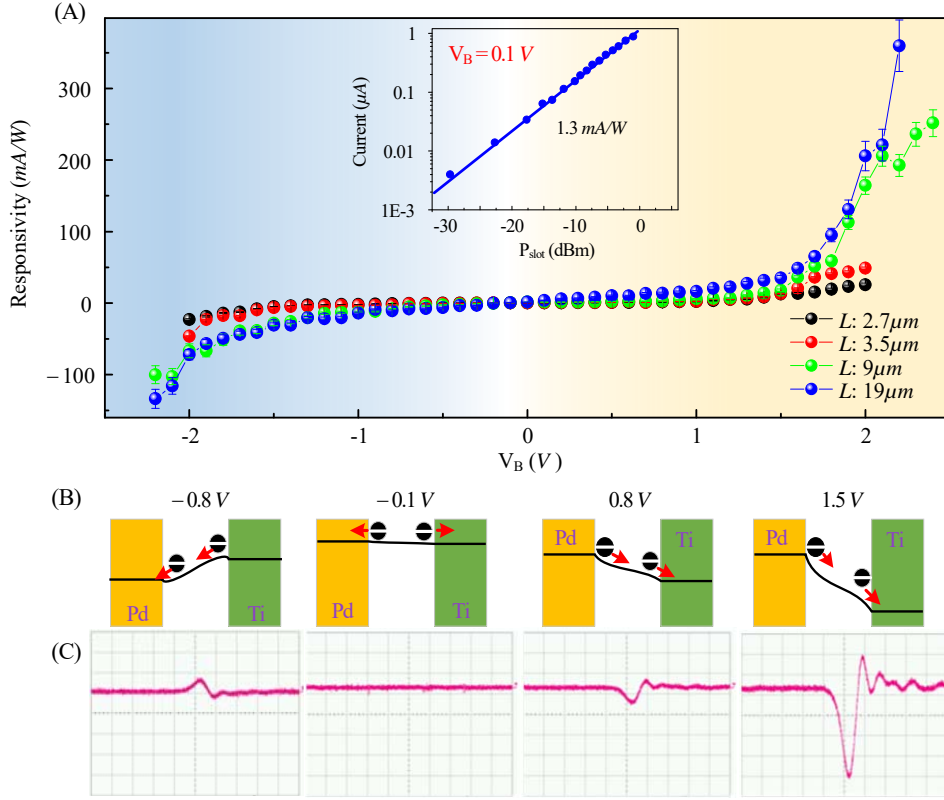 (A)
400
300
200
100
0
−100
Responsivity (mA/W)
-2
-1
0
1
2
V_B (V)
V_B = 0.1 V
1
0.1
0.01
1E-3
Current (µA)
1.3 mA/W
-30
-20
-10
0
P_slot (dBm)
L: 2.7µm
L: 3.5µm
L: 9µm
L: 19µm
(B)
−0.8 V
−0.1 V
0.8 V
1.5 V
Pd
Ti
Pd
Ti
Pd
Ti
Pd
Ti
(C)